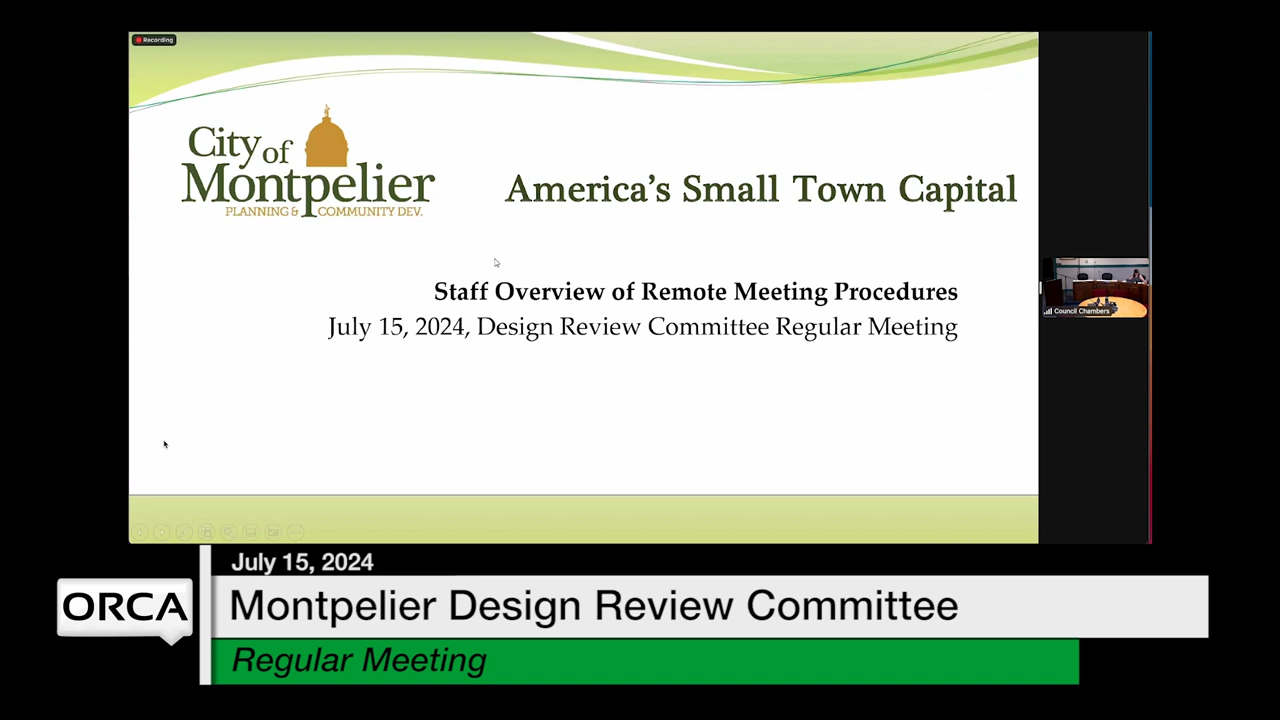 Recording
City of
Montpelier
PLANNING & COMMUNITY DEV.
America's Small Town Capital
Staff Overview of Remote Meeting Procedures
July 15, 2024, Design Review Committee Regular Meeting
Council Chambers
July 15, 2024
ORCA
Montpelier Design Review Committee
Regular Meeting